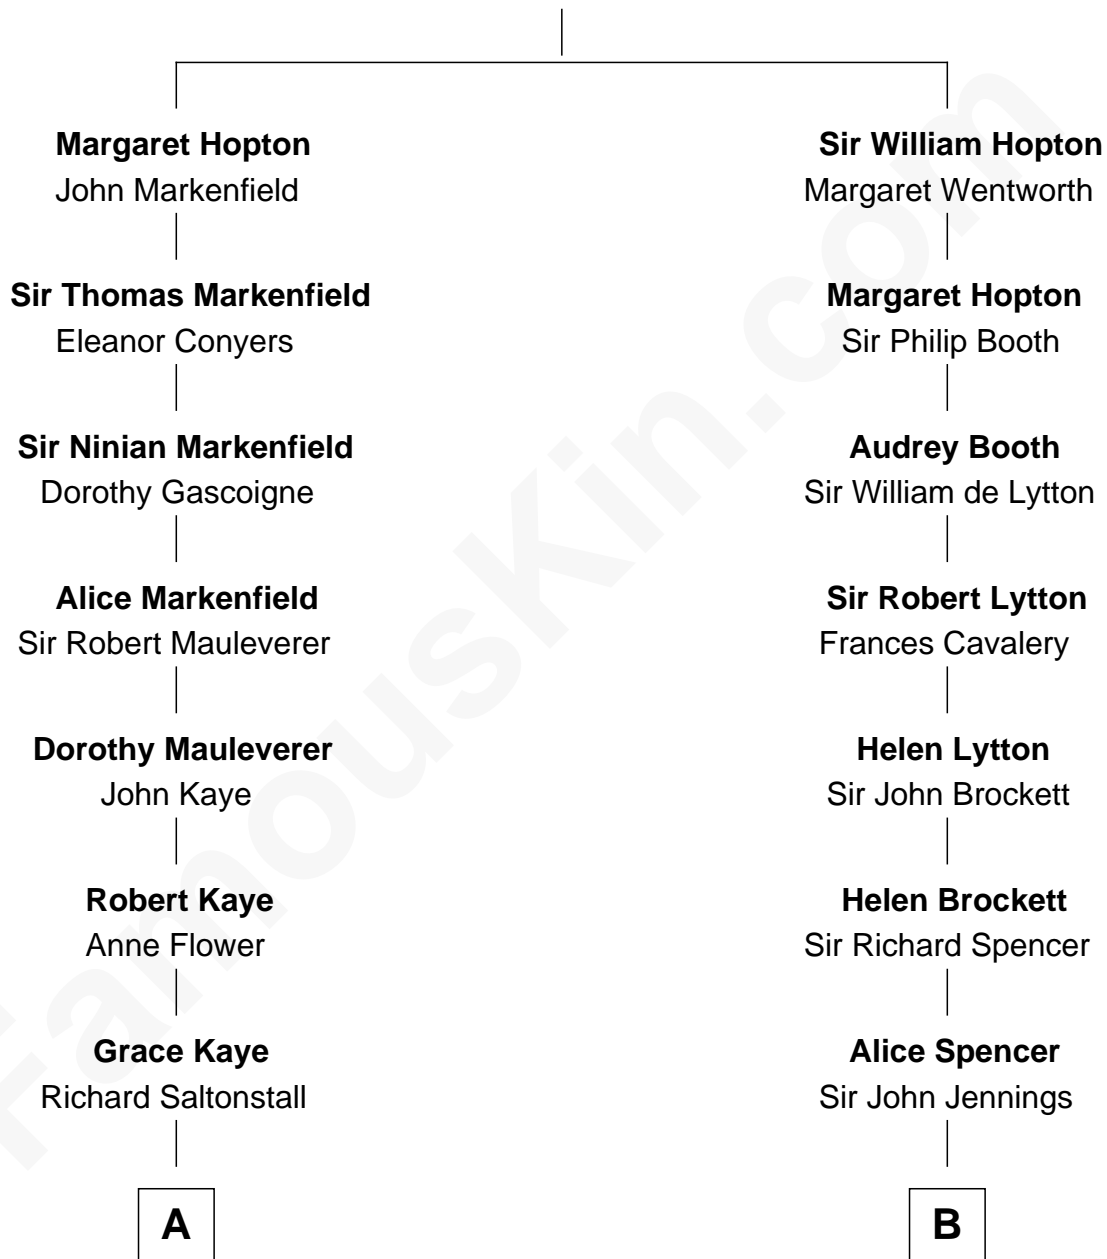 Margaret Hopton
John Markenfield
Sir Thomas Markenfield
Eleanor Conyers
Sir Ninian Markenfield
Dorothy Gascoigne
Alice Markenfield
Sir Robert Mauleverer
Dorothy Mauleverer
John Kaye
Robert Kaye
Anne Flower
Grace Kaye
Richard Saltonstall
A
Sir William Hopton
Margaret Wentworth
Margaret Hopton
Sir Philip Booth
Audrey Booth
Sir William de Lytton
Sir Robert Lytton
Frances Cavalery
Helen Lytton
Sir John Brockett
Helen Brockett
Sir Richard Spencer
Alice Spencer
Sir John Jennings
B
FamousKin.com